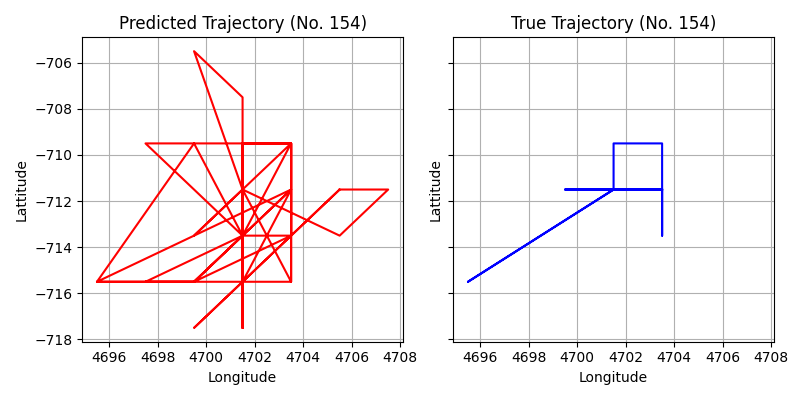 Predicted Trajectory (No. 154)
−706
−708
−710
−712
−714
−716
−718
Lattitude
4696 4698 4700 4702 4704 4706 4708
Longitude
True Trajectory (No. 154)
Lattitude
4696 4698 4700 4702 4704 4706 4708
Longitude